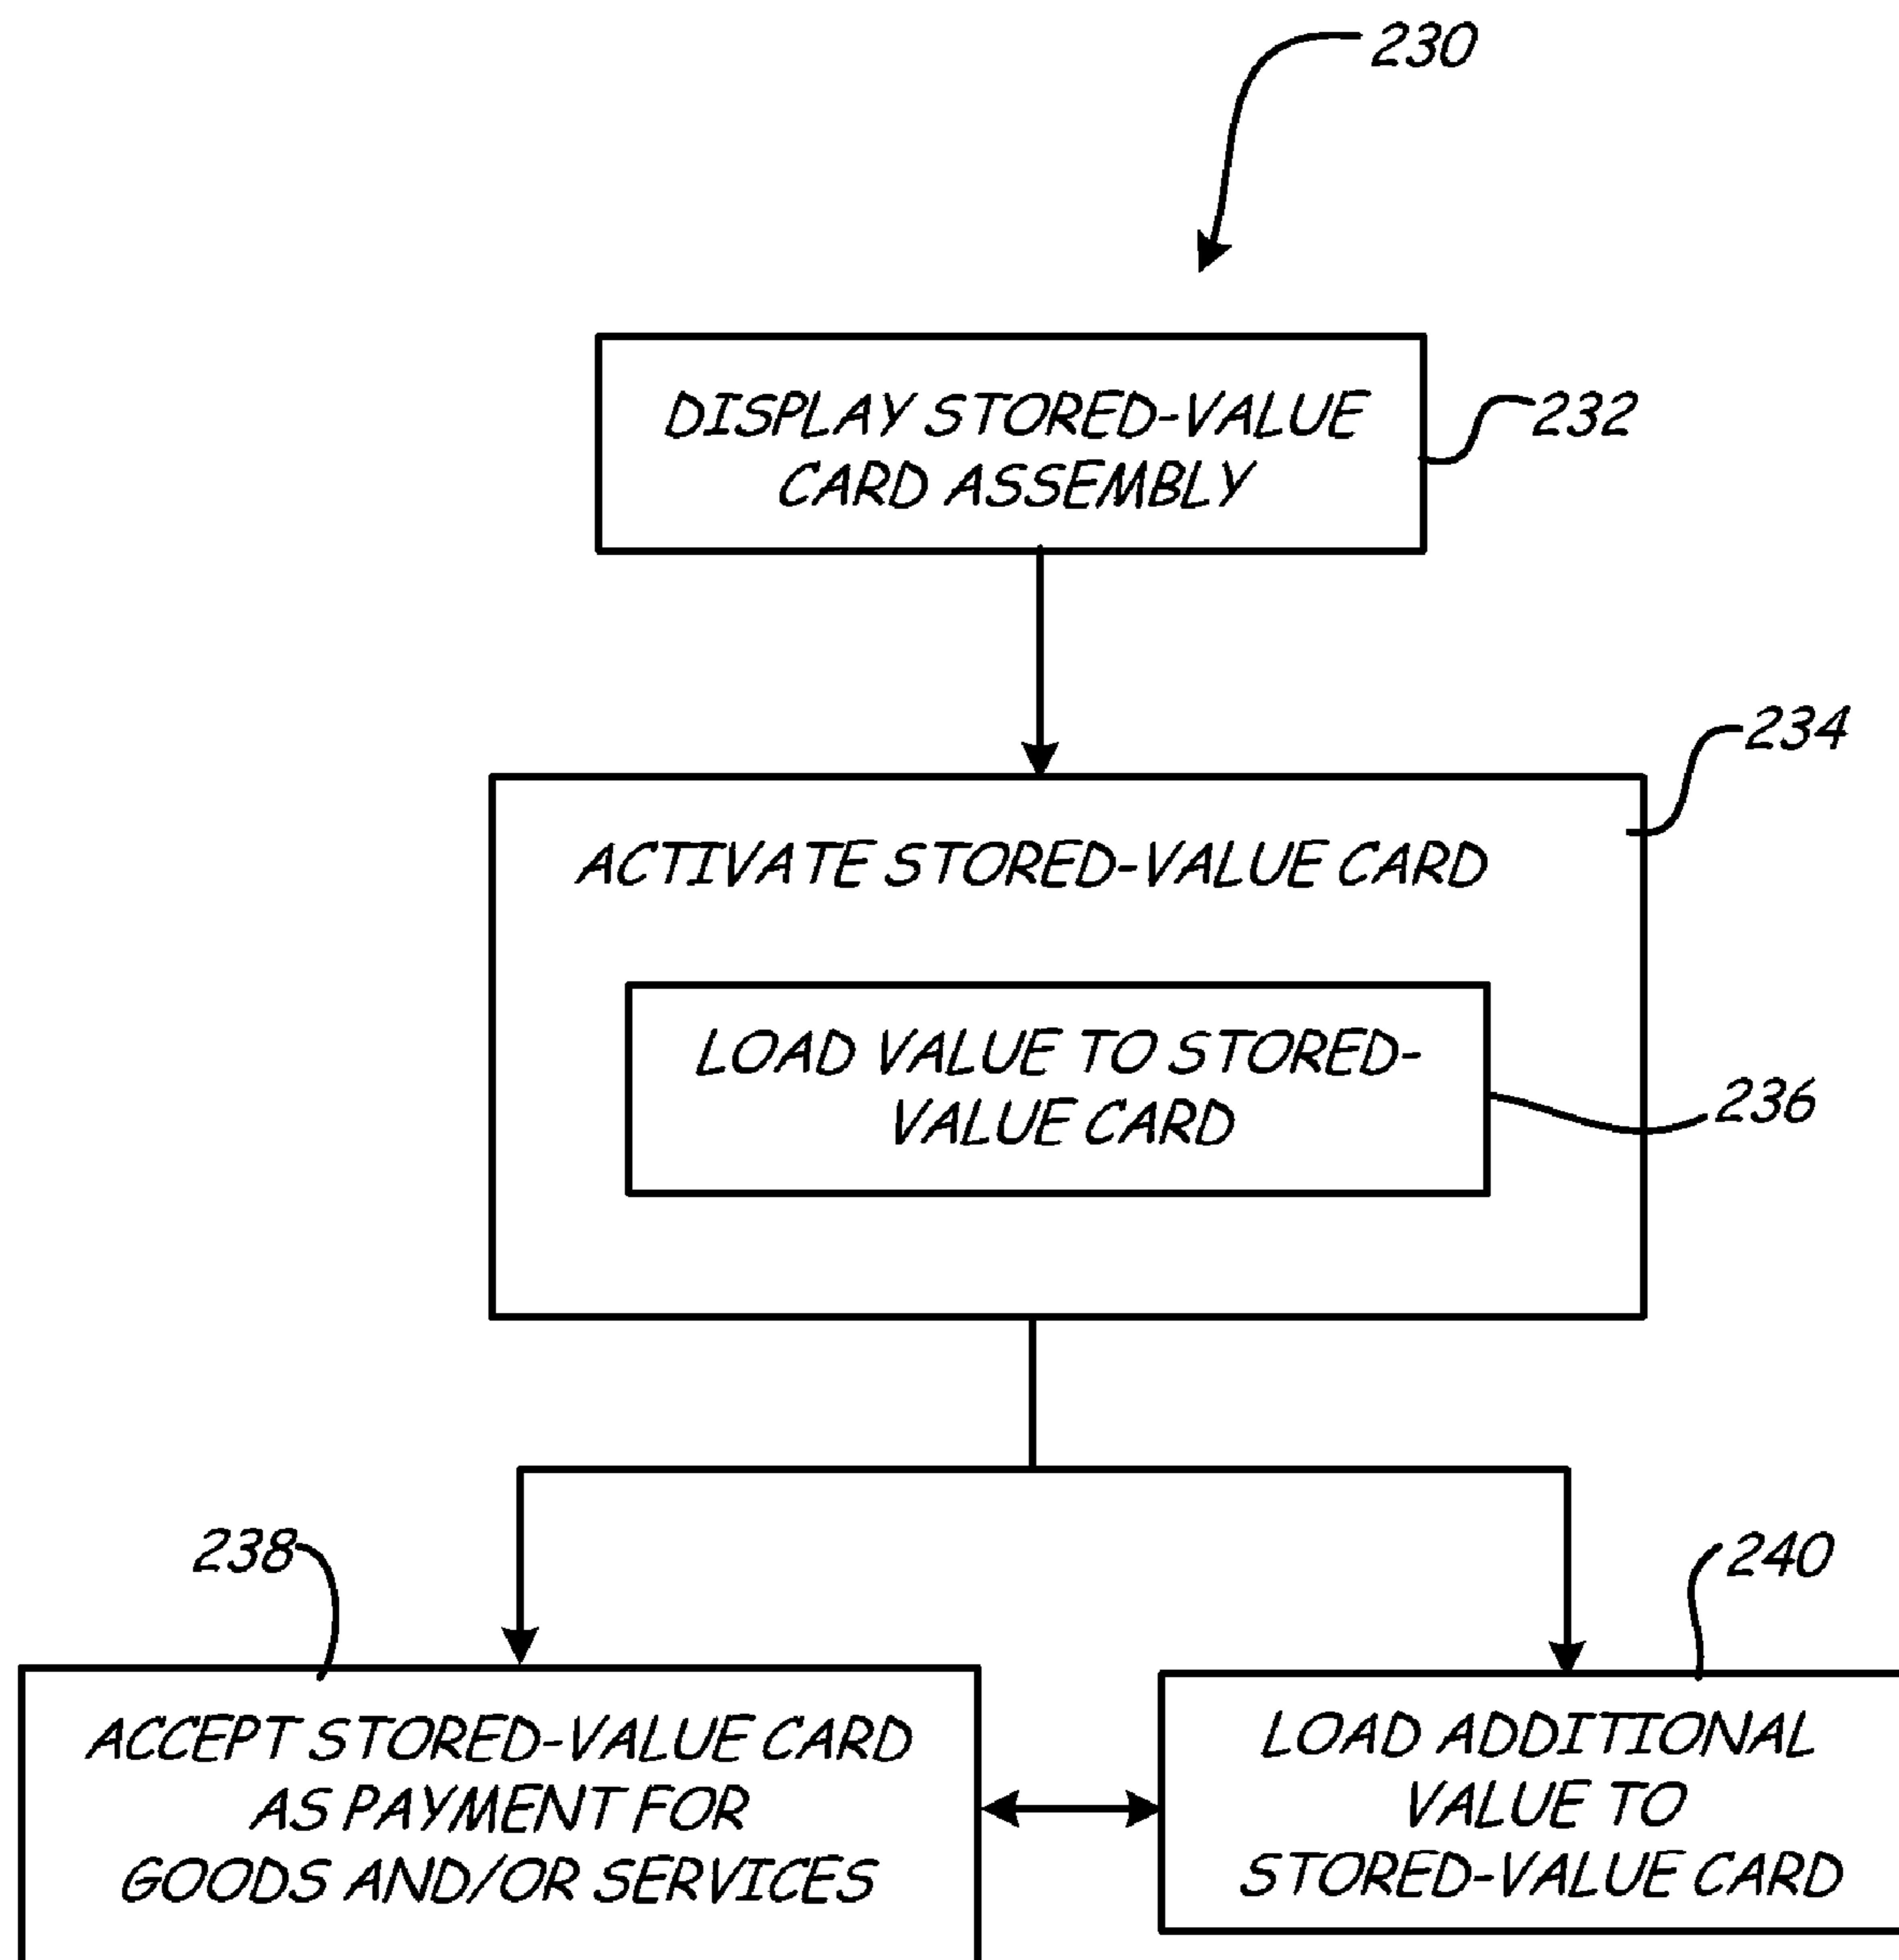 230
DISPLAY STORED-VALUE
CARD ASSEMBLY
232
234
ACTIVATE STORED-VALUE CARD
LOAD VALUE TO STORED-
VALUE CARD
236
238
240
ACCEPT STORED-VALUE CARD
AS PAYMENT FOR
GOODS AND/OR SERVICES
LOAD ADDITIONAL
VALUE TO
STORED-VALUE CARD